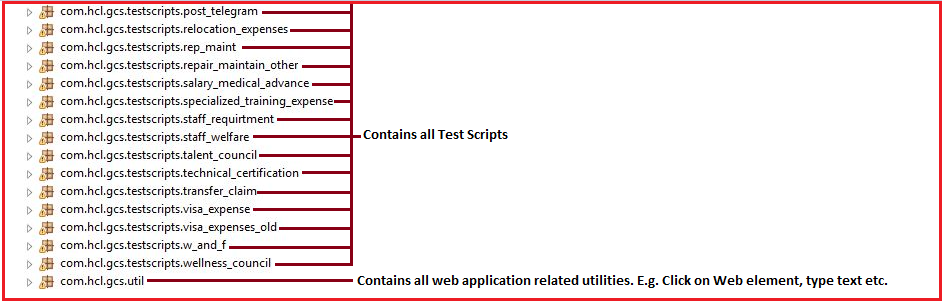 com.hcl.gcs.testscripts.post_telegram
com.hcl.gcs.testscripts.relocation_expenses
com.hcl.gcs.testscripts.rep_maint
com.hcl.gcs.testscripts.repair_maintain_other
com.hcl.gcs.testscripts.salary_medical_advance
com.hcl.gcs.testscripts.specialized_training_expense
com.hcl.gcs.testscripts.staff_requirtment
com.hcl.gcs.testscripts.staff_welfare
Contains all Test Scripts
com.hcl.gcs.testscripts.talent_council
com.hcl.gcs.testscripts.technical_certification
com.hcl.gcs.testscripts.transfer_claim
com.hcl.gcs.testscripts.visa_expense
com.hcl.gcs.testscripts.visa_expenses_old
com.hcl.gcs.testscripts.w_and_f
com.hcl.gcs.testscripts.wellness_council
com.hcl.gcs.util
Contains all web application related utilities. E.g. Click on Web element, type text etc.